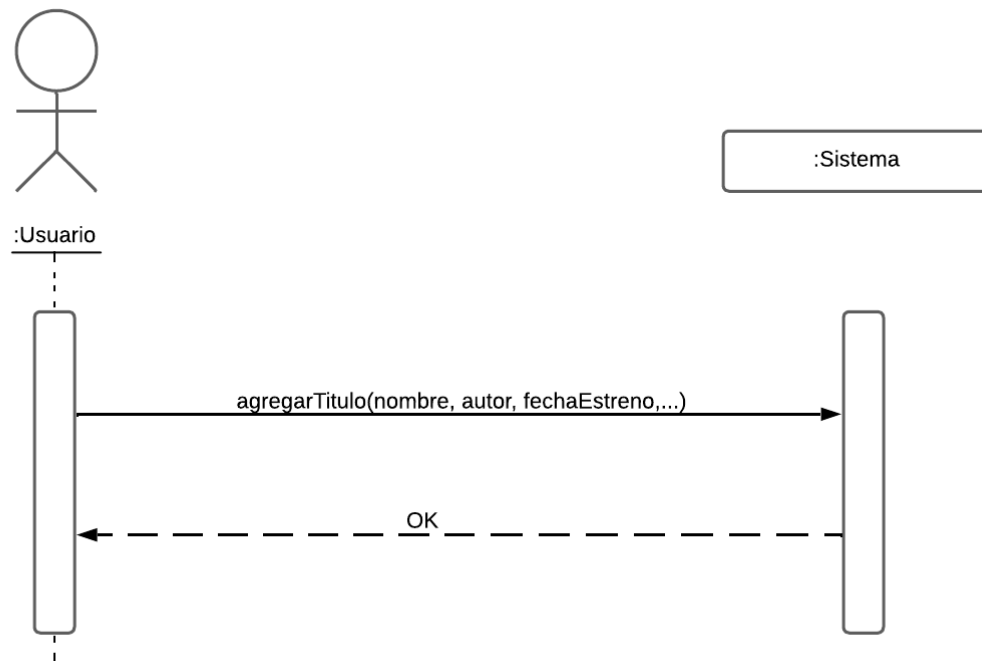 :Sistema
:Usuario
agregarTitulo(nombre, autor, fechaEstreno,...)
OK